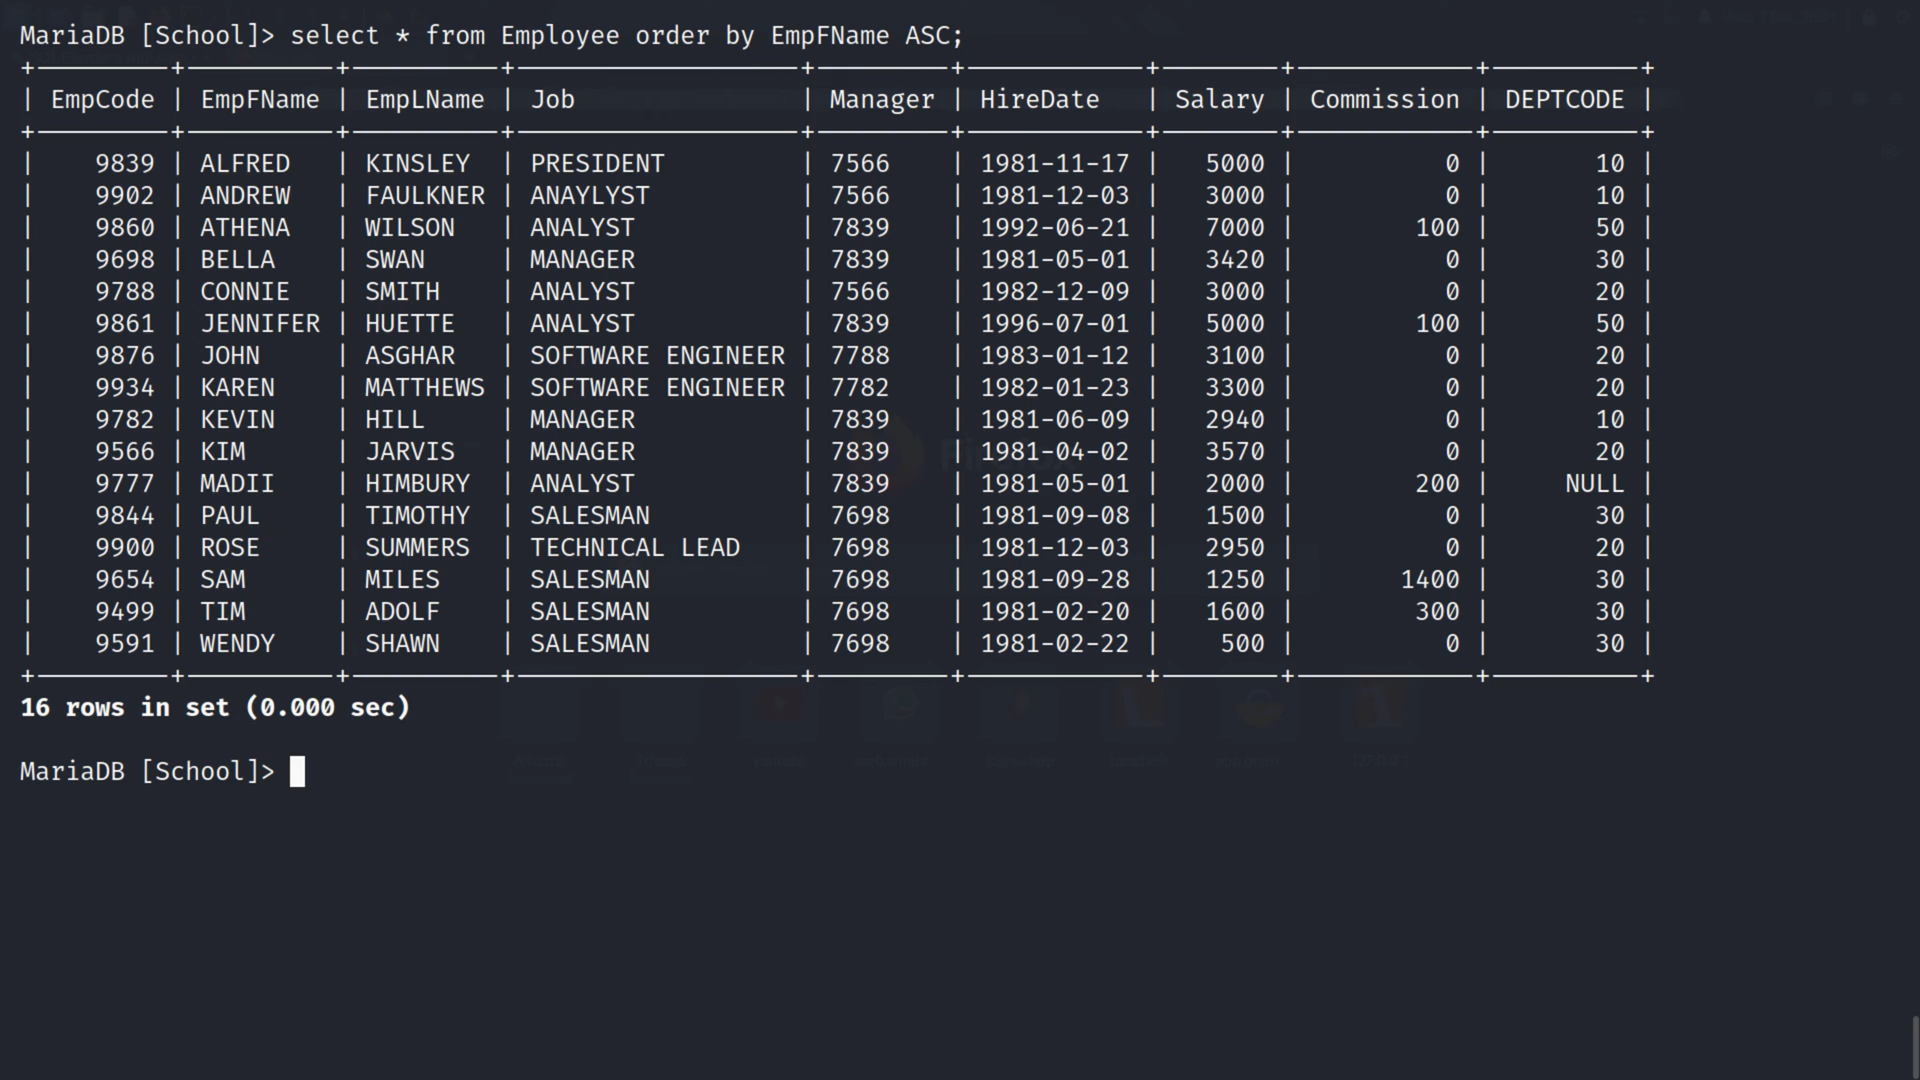 MariaDB [School]> select * from Employee order by EmpFName ASC;
| EmpCode | EmpFName | EmpLName | Job | Manager | HireDate | Salary | Commission | DEPTCODE |
| 9839 | ALFRED | KINSLEY | PRESIDENT | 7566 | 1981-11-17 | 5000 | 0 | 10 |
| 9902 | ANDREW | FAULKNER | ANAYLYST | 7566 | 1981-12-03 | 3000 | 0 | 10 |
| 9860 | ATHENA | WILSON | ANALYST | 7839 | 1992-06-21 | 7000 | 100 | 50 |
| 9698 | BELLA | SWAN | MANAGER | 7839 | 1981-05-01 | 3420 | 0 | 30 |
| 9788 | CONNIE | SMITH | ANALYST | 7566 | 1982-12-09 | 3000 | 0 | 20 |
| 9861 | JENNIFER | HUETTE | ANALYST | 7839 | 1996-07-01 | 5000 | 100 | 50 |
| 9876 | JOHN | ASGHAR | SOFTWARE ENGINEER | 7788 | 1983-01-12 | 3100 | 0 | 20 |
| 9934 | KAREN | MATTHEWS | SOFTWARE ENGINEER | 7782 | 1982-01-23 | 3300 | 0 | 20 |
| 9782 | KEVIN | HILL | MANAGER | 7839 | 1981-06-09 | 2940 | 0 | 10 |
| 9566 | KIM | JARVIS | MANAGER | 7839 | 1981-04-02 | 3570 | 0 | 20 |
| 9777 | MADII | HIMBURY | ANALYST | 7839 | 1981-05-01 | 2000 | 200 | NULL |
| 9844 | PAUL | TIMOTHY | SALESMAN | 7698 | 1981-09-08 | 1500 | 0 | 30 |
| 9900 | ROSE | SUMMERS | TECHNICAL LEAD | 7698 | 1981-12-03 | 2950 | 0 | 20 |
| 9654 | SAM | MILES | SALESMAN | 7698 | 1981-09-28 | 1250 | 1400 | 30 |
| 9499 | TIM | ADOLF | SALESMAN | 7698 | 1981-02-20 | 1600 | 300 | 30 |
| 9591 | WENDY | SHAWN | SALESMAN | 7698 | 1981-02-22 | 500 | 0 | 30 |
16 rows in set (0.000 sec)
MariaDB [School]>